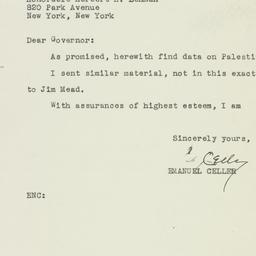 820 Park Avenue
New York, New York
Dear Governor:
As promised, herewith find data on Palesti
I sent similar material, not in this exact
to Jim Mead.
With assurances of highest esteem, I am
Sincerely yours,
E. Celler
EMANUEL CELLER
ENC: